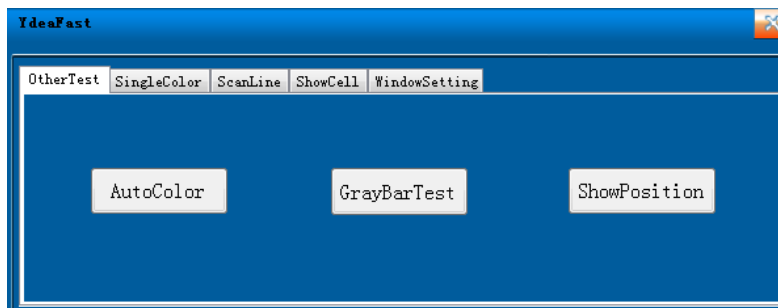 YdeaFast
OtherTest SingleColor ScanLine ShowCell WindowSetting
AutoColor GrayBarTest ShowPosition